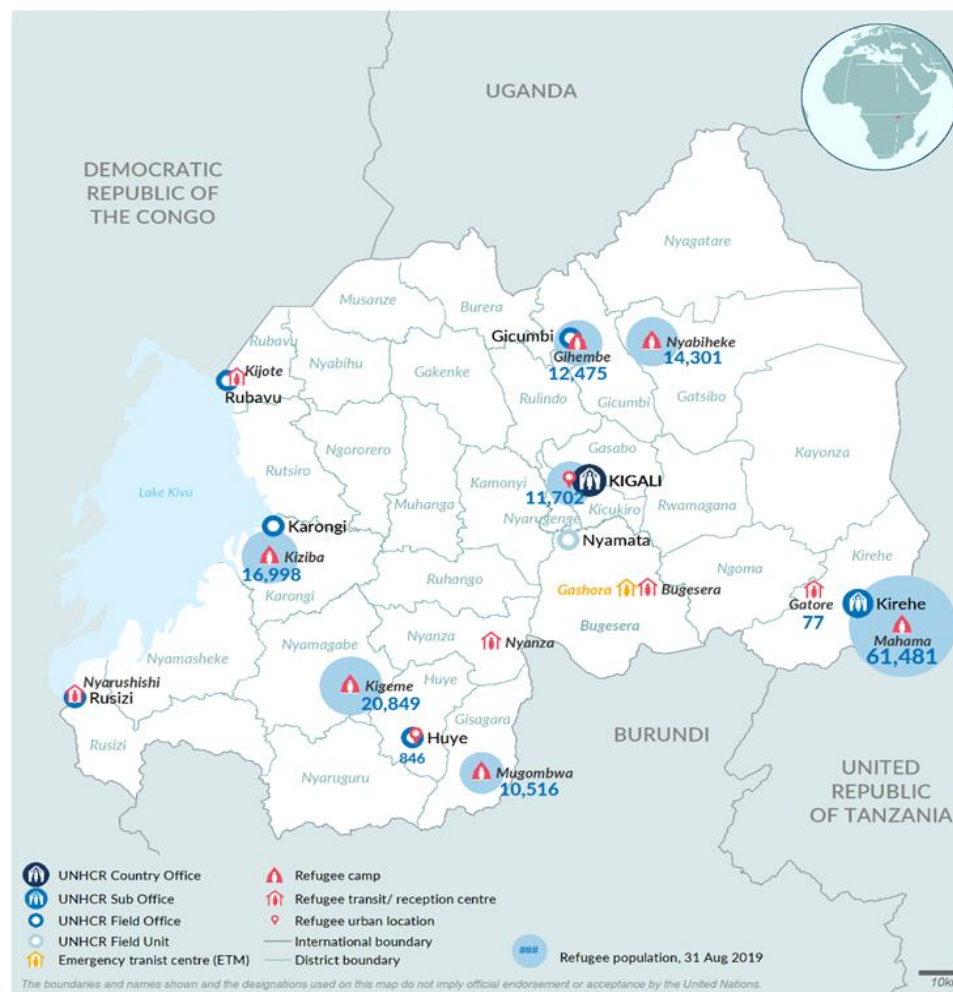 UGANDA
DEMOCRATIC
REPUBLIC OF
THE CONGO
Nyagatare
Musanze
Burera
Rubavu
Gicumbi
Gihembe
12,475
Nyabiheke
14,301
Nyabihu
Gakenke
Kijote
Rubavu
Rulindo
Gicumbi
Gatsibo
Gasabo
Kayonza
Ngororero
Rutsiro
Kamonyi
KIGALI
11,702
Lake Kivu
Muhanga
Nyarugenge
Kicukiro
Rwamagana
Karongi
Nyamata
Kiziba
16,998
Kirehe
Ruhango
Ngoma
Gashora
Bugesera
Karongi
Gatore
77
Kirehe
Bugesera
Mahama
61,481
Nyamagabe
Nyanza
Nyanza
Nyamasheke
Nyarushishi
Rusizi
Kigeme
20,849
Huye
Gisagara
Rusizi
Huye
846
BURUNDI
Nyaruguru
Mugombwa
10,516
UNITED
REPUBLIC
OF TANZANIA
UNHCR Country Office
UNHCR Sub Office
UNHCR Field Office
UNHCR Field Unit
Emergency tranist centre (ETM)
Refugee camp
Refugee transit/ reception centre
Refugee urban location
International boundary
District boundary
###
Refugee population, 31 Aug 2019
10km
The boundaries and names shown and the designations used on this map do not imply official endorsement or acceptance by the United Nations.